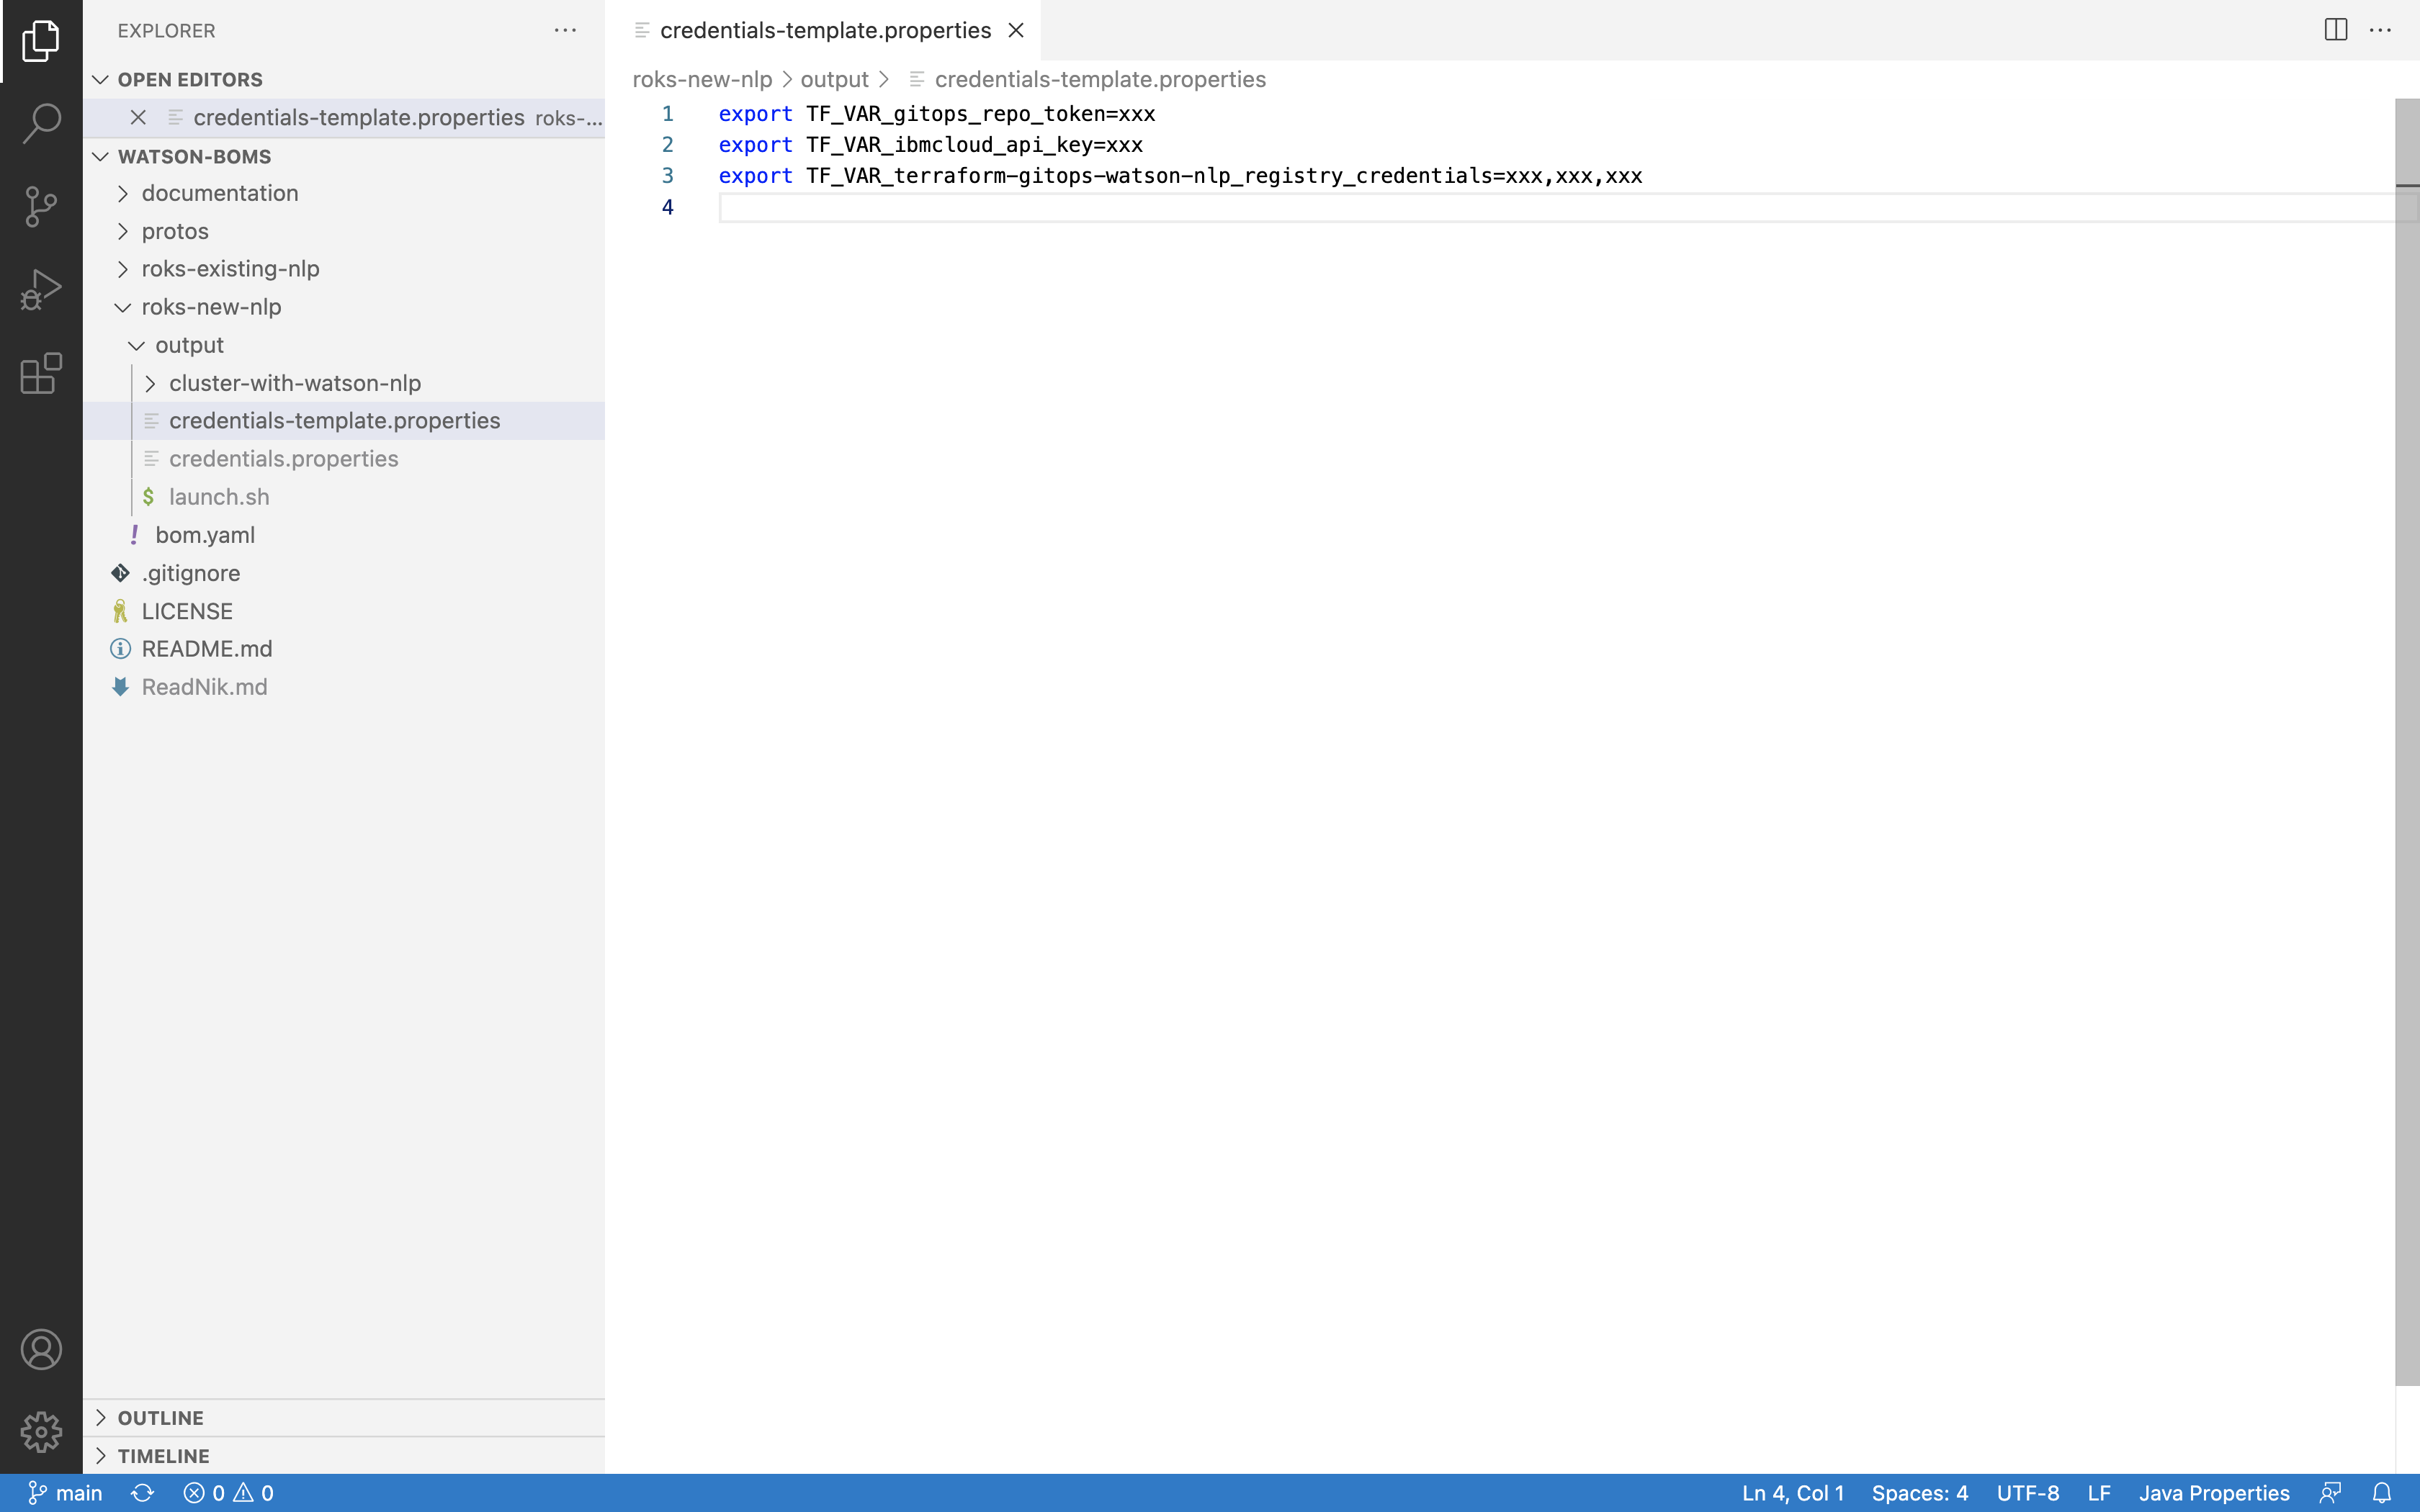 EXPLORER
OPEN EDITORS
credentials-template.properties roks-...
WATSON-BOMS
documentation
protos
roks-existing-nlp
roks-new-nlp
output
cluster-with-watson-nlp
credentials-template.properties
credentials.properties
$ launch.sh
! bom.yaml
.gitignore
LICENSE
README.md
ReadNik.md
OUTLINE
TIMELINE
credentials-template.properties
roks-new-nlp > output > credentials-template.properties
1 export TF_VAR_gitops_repo_token=xxx
2 export TF_VAR_ibmcloud_api_key=xxx
3 export TF_VAR_terraform-gitops-watson-nlp_registry_credentials=xxx,xxx,xxx
4
main 0 0 Ln 4, Col 1 Spaces: 4 UTF-8 LF Java Properties